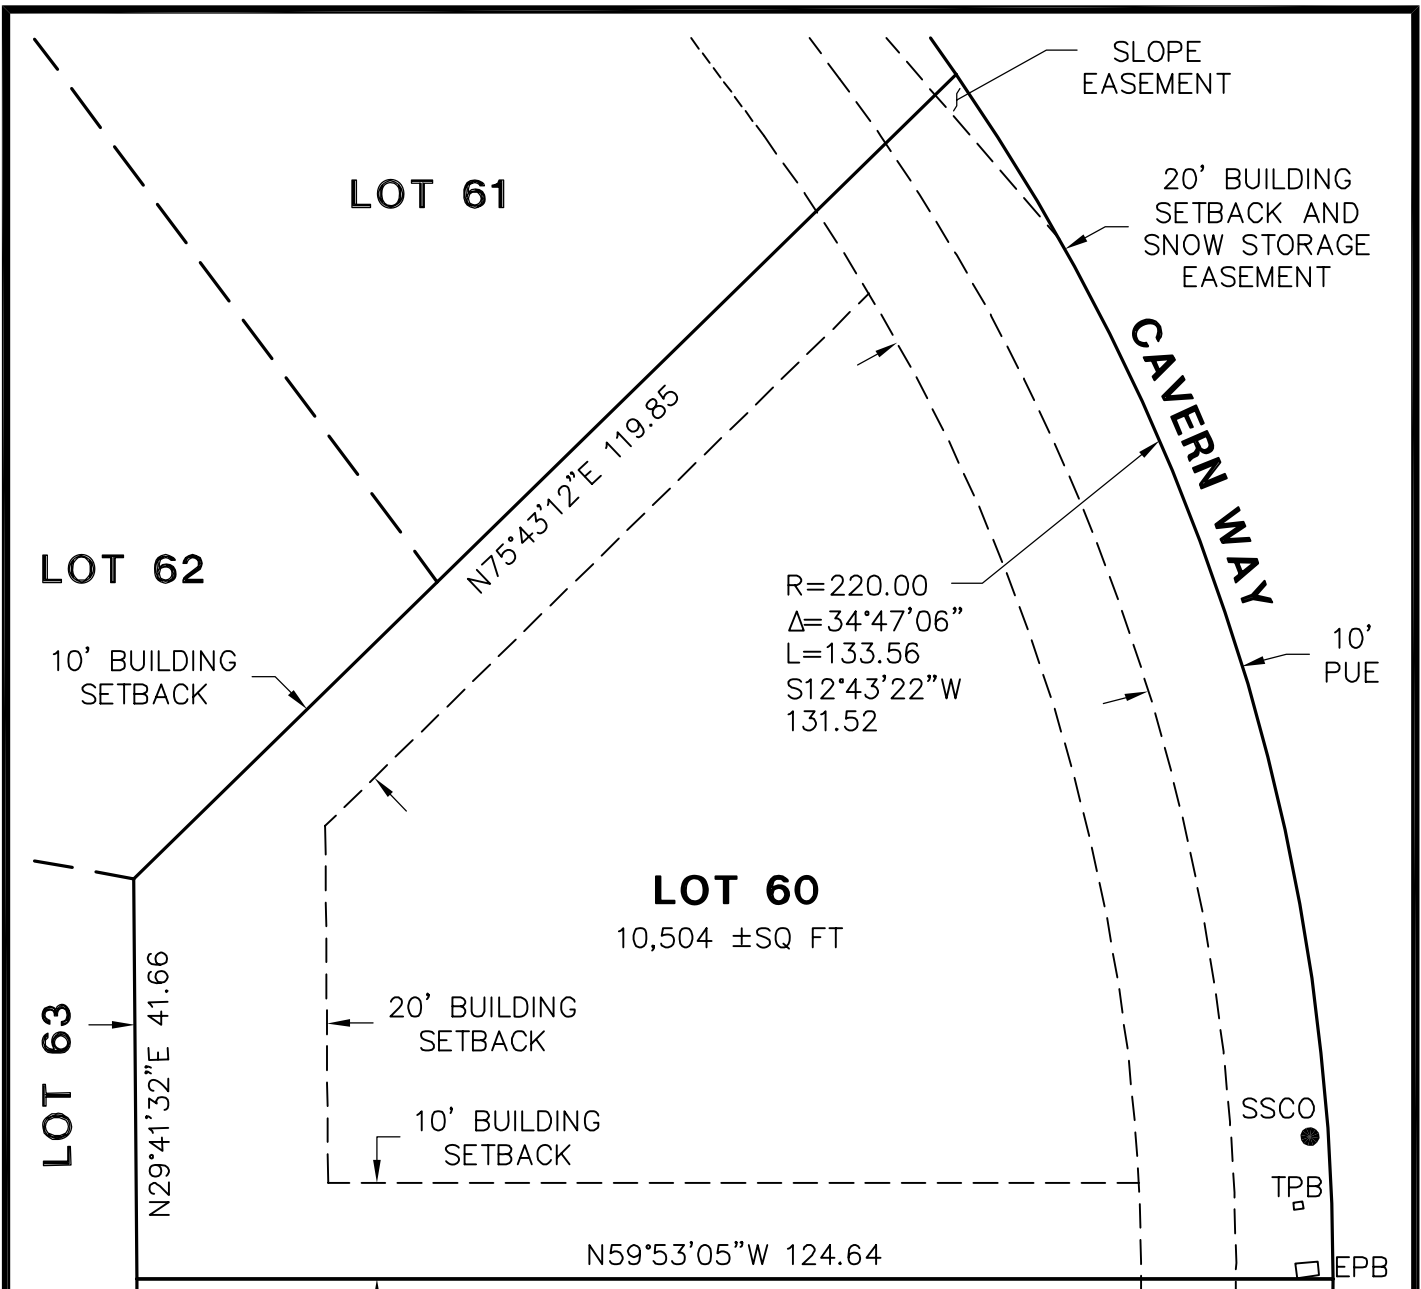 SLOPE
EASEMENT
LOT 61
20' BUILDING
SETBACK AND
SNOW STORAGE
EASEMENT
CAVERN WAY
N75°43'12"E 119.85
LOT 62
10' BUILDING
SETBACK
R=220.00
Δ=34°47'06"
L=133.56
S12°43'22"W
131.52
10'
PUE
LOT 60
10,504 ±SQ FT
LOT 63
N29°41'32"E 41.66
20' BUILDING
SETBACK
10' BUILDING
SETBACK
SSCO
TPB
N59°53'05"W 124.64
EPB